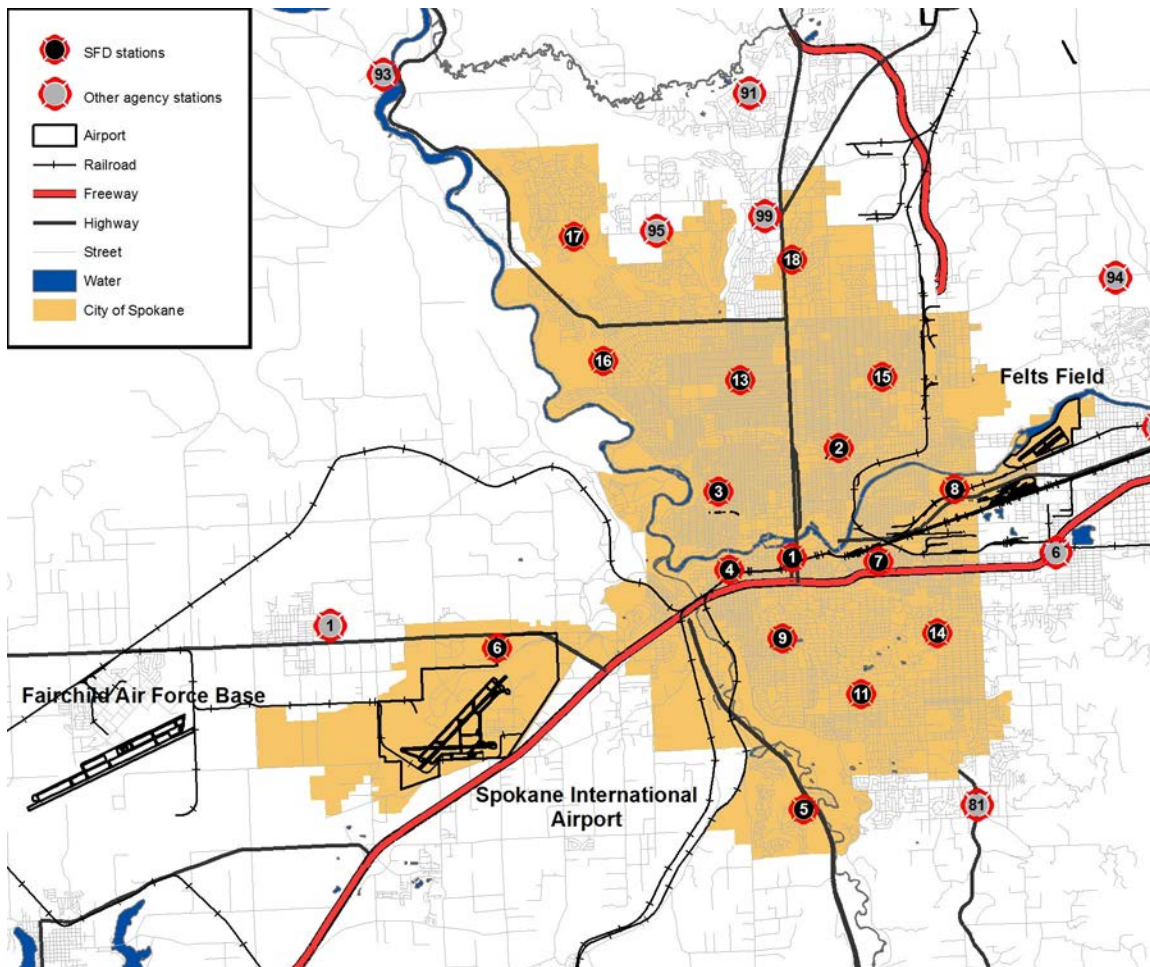 SFD stations
Other agency stations
Airport
Railroad
Freeway
Highway
Street
Water
City of Spokane
93
91
99
95
17
18
94
16
13
15
Felts Field
2
3
8
1
4
7
6
1
6
9
14
Fairchild Air Force Base
11
Spokane International
Airport
5
81